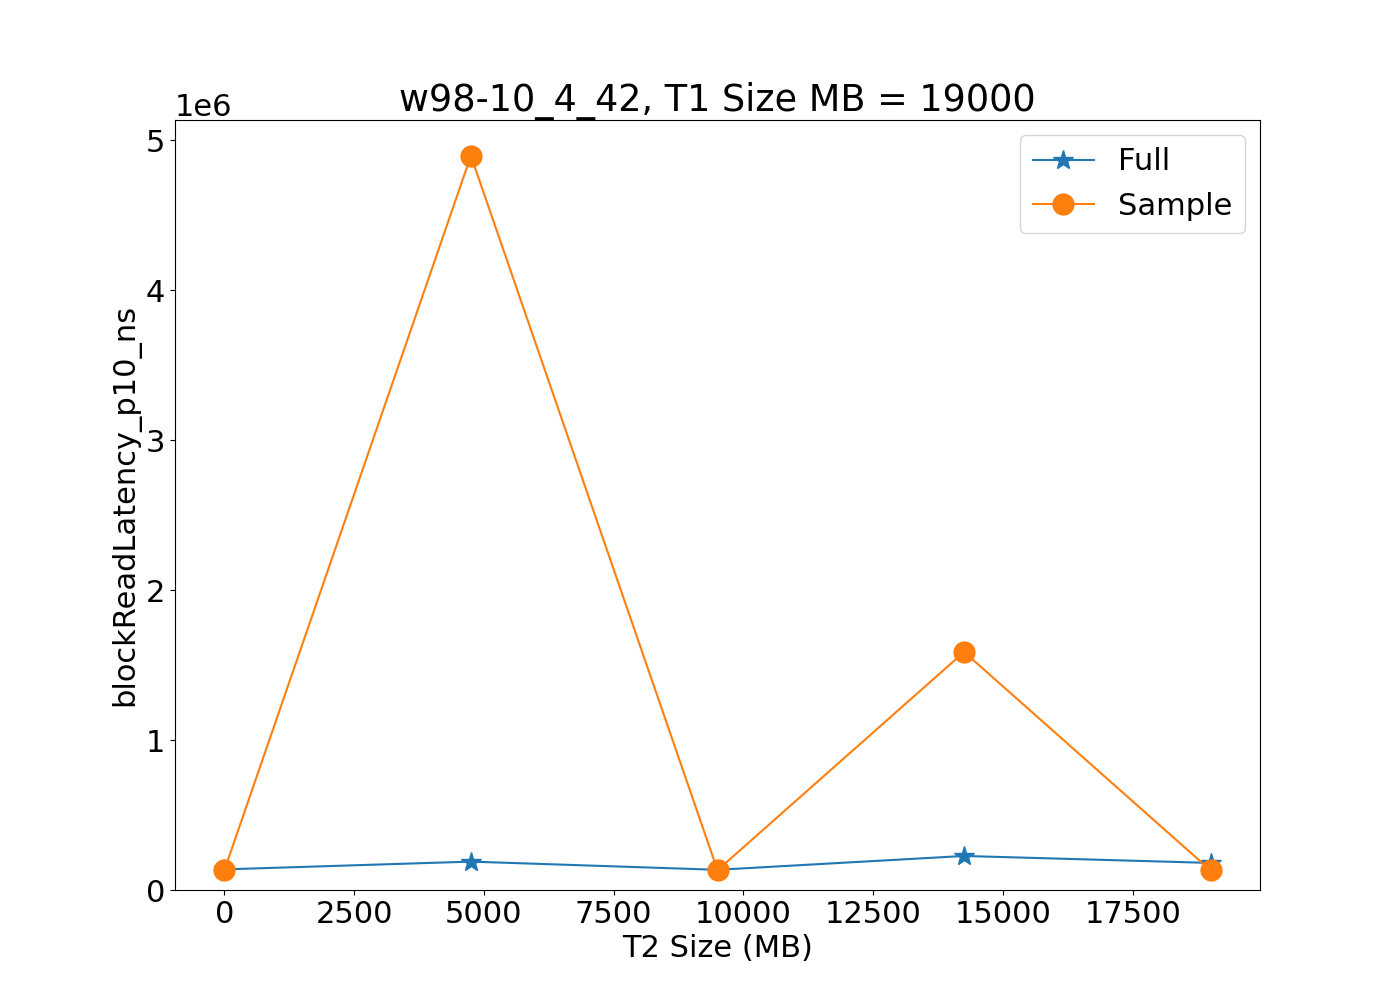 w98-10_4_42, T1 Size MB = 19000
1e6
5
4
3
2
1
0
blockReadLatency_p10_ns
Full
Sample
0 2500 5000 7500 10000 12500 15000 17500
T2 Size (MB)